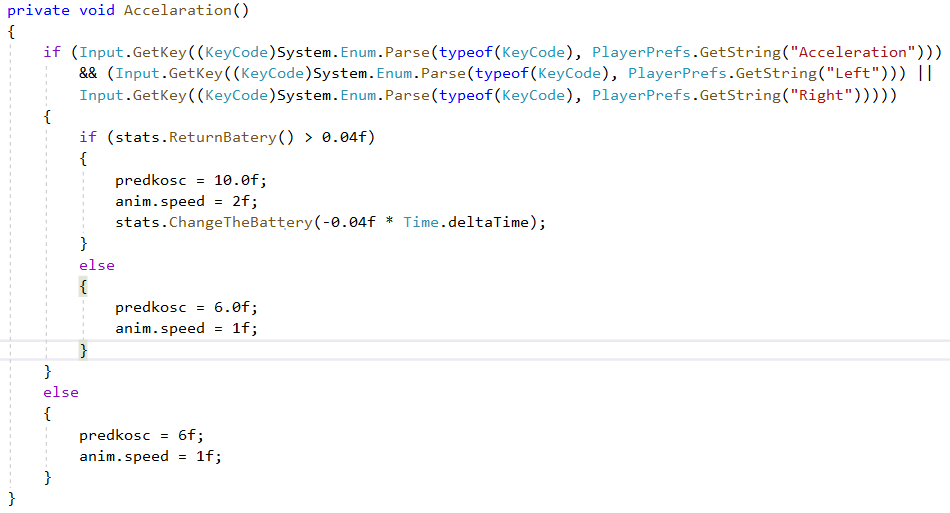 private void Accelaration()
{
if (Input.GetKey((KeyCode)System.Enum.Parse(typeof(KeyCode), PlayerPrefs.GetString("Acceleration")))
&& (Input.GetKey((KeyCode)System.Enum.Parse(typeof(KeyCode), PlayerPrefs.GetString("Left"))) ||
Input.GetKey((KeyCode)System.Enum.Parse(typeof(KeyCode), PlayerPrefs.GetString("Right")))))
{
if (stats.ReturnBatery() > 0.04f)
{
predkosc = 10.0f;
anim.speed = 2f;
stats.ChangeTheBattery(-0.04f * Time.deltaTime);
}
else
{
predkosc = 6.0f;
anim.speed = 1f;
}
}
else
{
predkosc = 6f;
anim.speed = 1f;
}
}